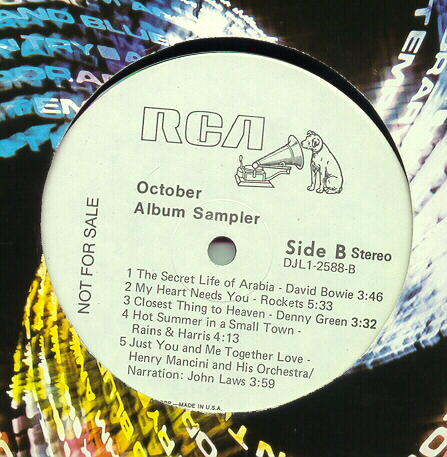 AND BLUE
RCA
October
Album Sampler
NOT FOR SALE
Side B Stereo
DJL1-2588-B
1 The Secret Life of Arabia - David Bowie 3:46
2 My Heart Needs You - Rockets 5:33
3 Closest Thing to Heaven - Denny Green 3:32
4 Hot Summer in a Small Town -
Rains & Harris 4:13
5 Just You and Me Together Love -
Henry Mancini and His Orchestra/
Narration: John Laws 3:59
—MADE IN U.S.A.